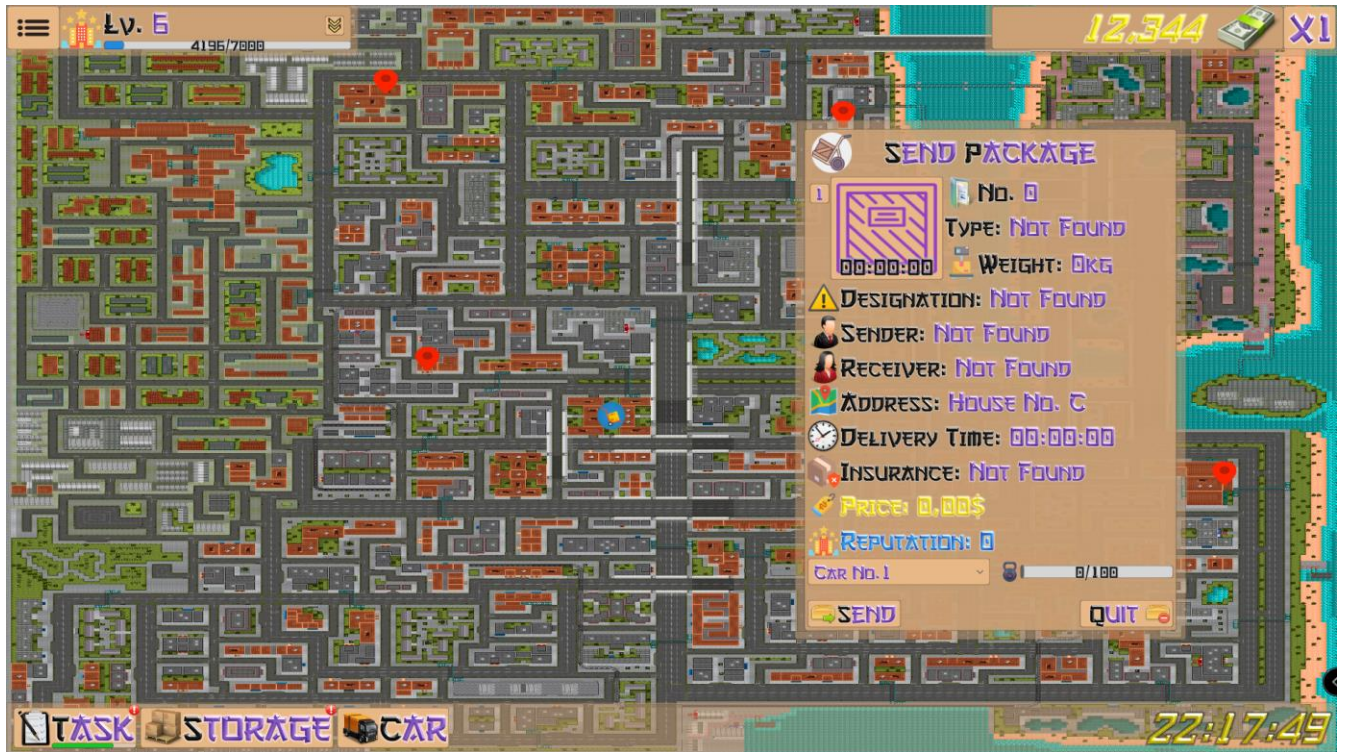 Lv. 6
4196/7000
12,344
X1
Send Package
1
00:00:00
No. 0
Type: Not Found
Weight: 0kg
Designation: Not Found
Sender: Not Found
Receiver: Not Found
Address: House No. C
Delivery Time: 00:00:00
Insurance: Not Found
Price: 0,00$
Reputation: 0
Car No.1
0/100
Send
Quit
Task
Storage
Car
22:17:49